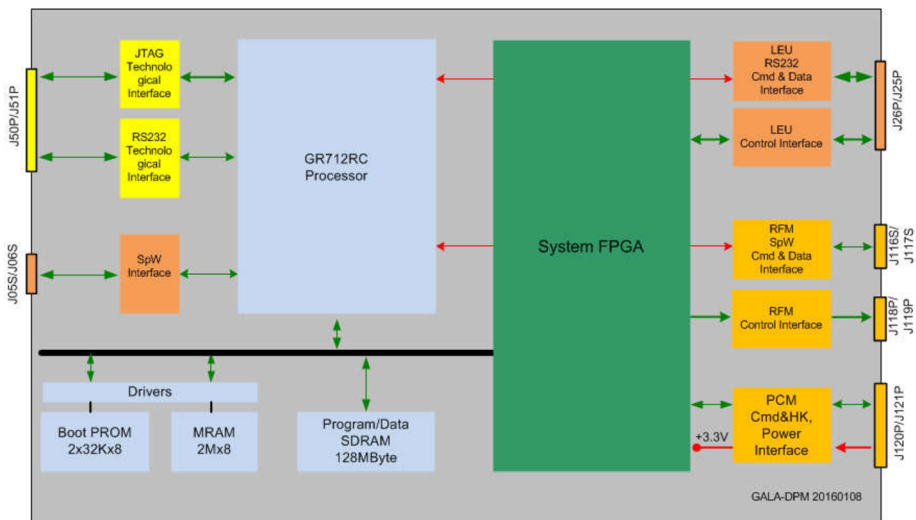 J50P/J51P
JTAG
Technolo
gical
Interface
RS232
Technolo
gical
Interface
J05S/J06S
SpW
Interface
GR712RC
Processor
System FPGA
LEU
RS232
Cmd & Data
Interface
LEU
Control Interface
J26P/J25P
RFM
SpW
Cmd & Data
Interface
J116S/
J117S
RFM
Control Interface
J118P/
J119P
PCM
Cmd&HK,
Power
Interface
+3.3V
J120P/J121P
Drivers
Boot PROM
2x32Kx8
MRAM
2Mx8
Program/Data
SDRAM
128MByte
GALA-DPM 20160108